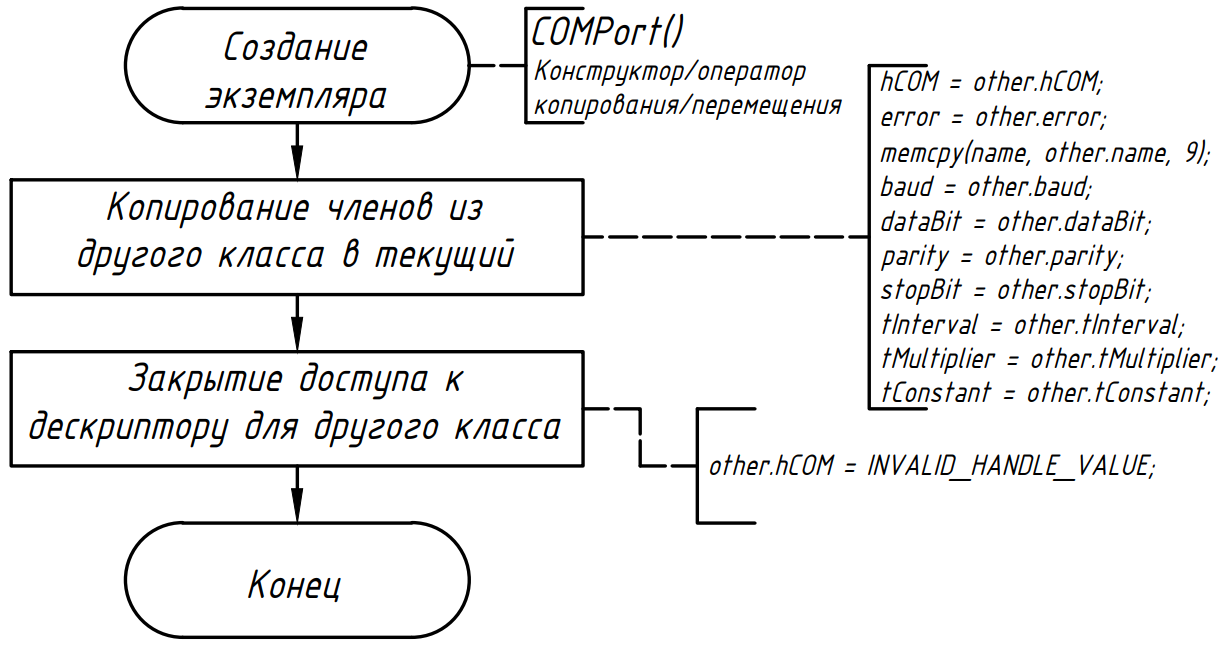 Создание
экземпляра
COMPort()
Конструктор/оператор
копирования/перемещения
Копирование членов из
другого класса в текущий
hCOM = other.hCOM;
error = other.error;
memcpy(name, other.name, 9);
baud = other.baud;
dataBit = other.dataBit;
parity = other.parity;
stopBit = other.stopBit;
tInterval = other.tInterval;
tMultiplier = other.tMultiplier;
tConstant = other.tConstant;
Закрытие доступа к
дескриптору для другого класса
other.hCOM = INVALID_HANDLE_VALUE;
Конец